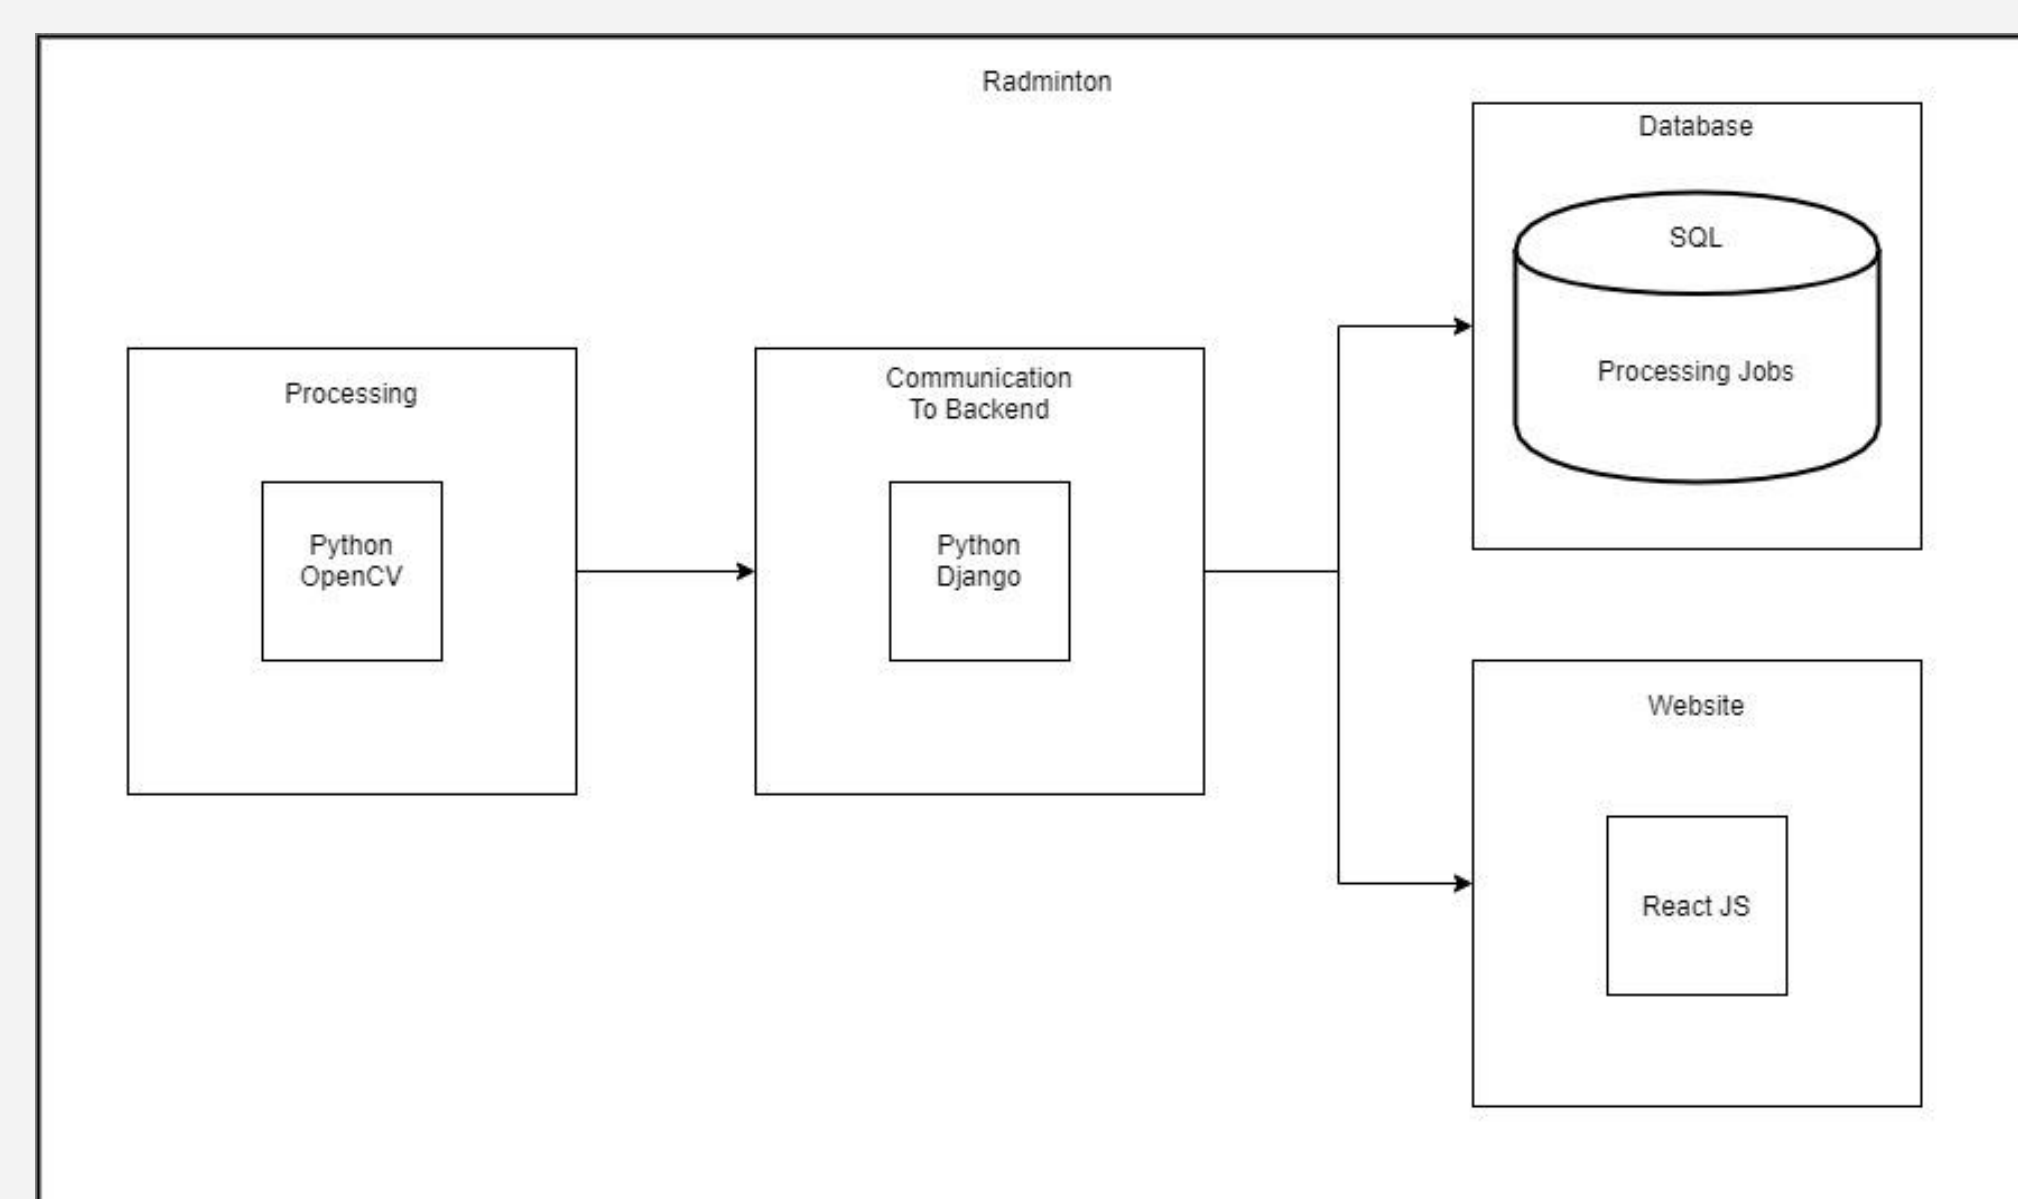 Radminton
Processing
Python
OpenCV
Communication
To Backend
Python
Django
Database
SQL
Processing Jobs
Website
React JS